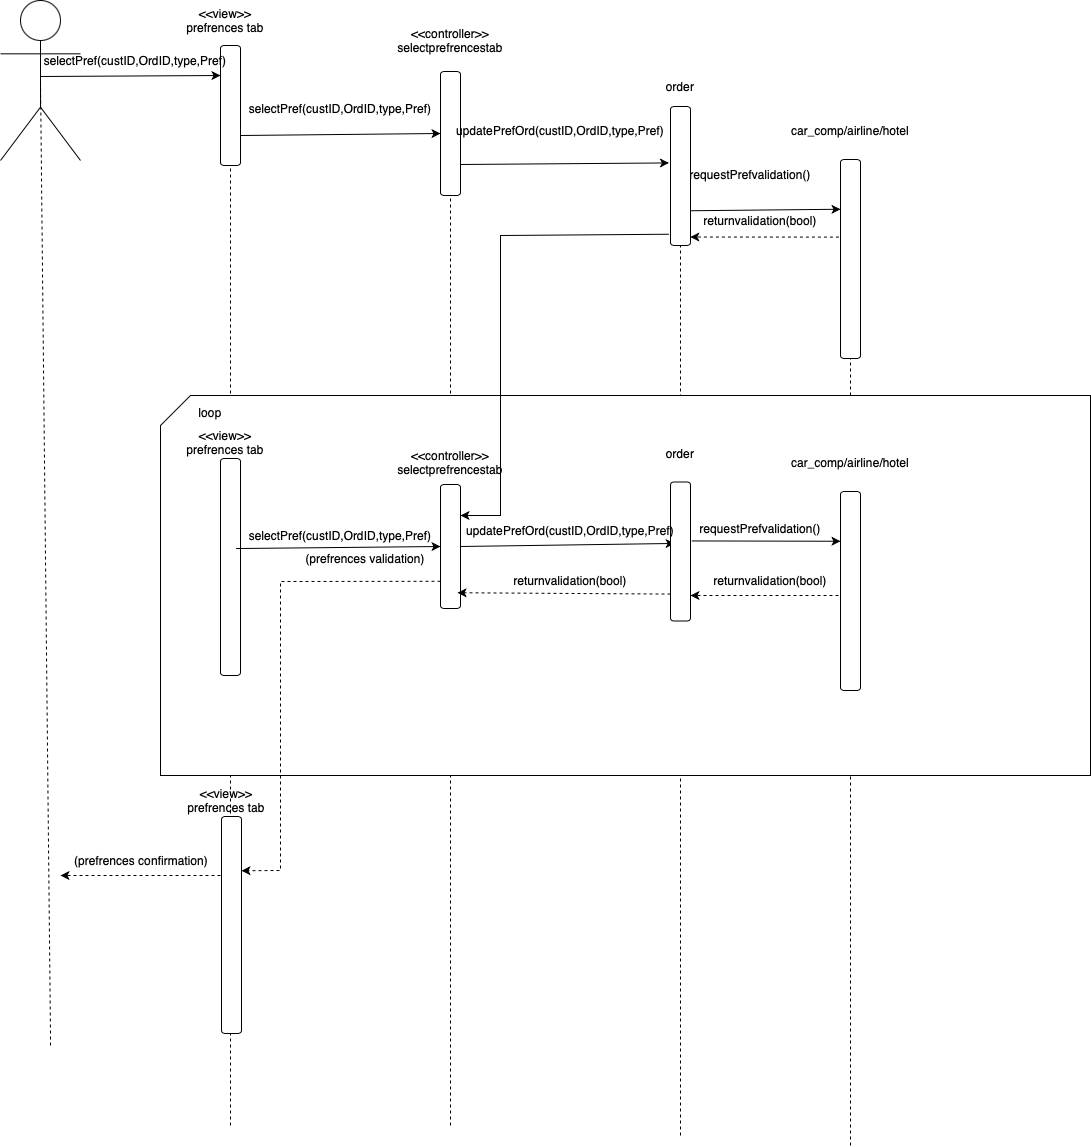 <<view>>
prefrences tab
<<controller>>
selectprefrencestab
selectPref(custID,OrdID,type,Pref)
order
selectPref(custID,OrdID,type,Pref)
updatePrefOrd(custID,OrdID,type,Pref)
car_comp/airline/hotel
requestPrefvalidation()
returnvalidation(bool)
loop
<<view>>
prefrences tab
<<controller>>
selectprefrencestab
order
car_comp/airline/hotel
selectPref(custID,OrdID,type,Pref)
updatePrefOrd(custID,OrdID,type,Pref)
requestPrefvalidation()
(prefrences validation)
returnvalidation(bool)
returnvalidation(bool)
<<view>>
prefrences tab
(prefrences confirmation)